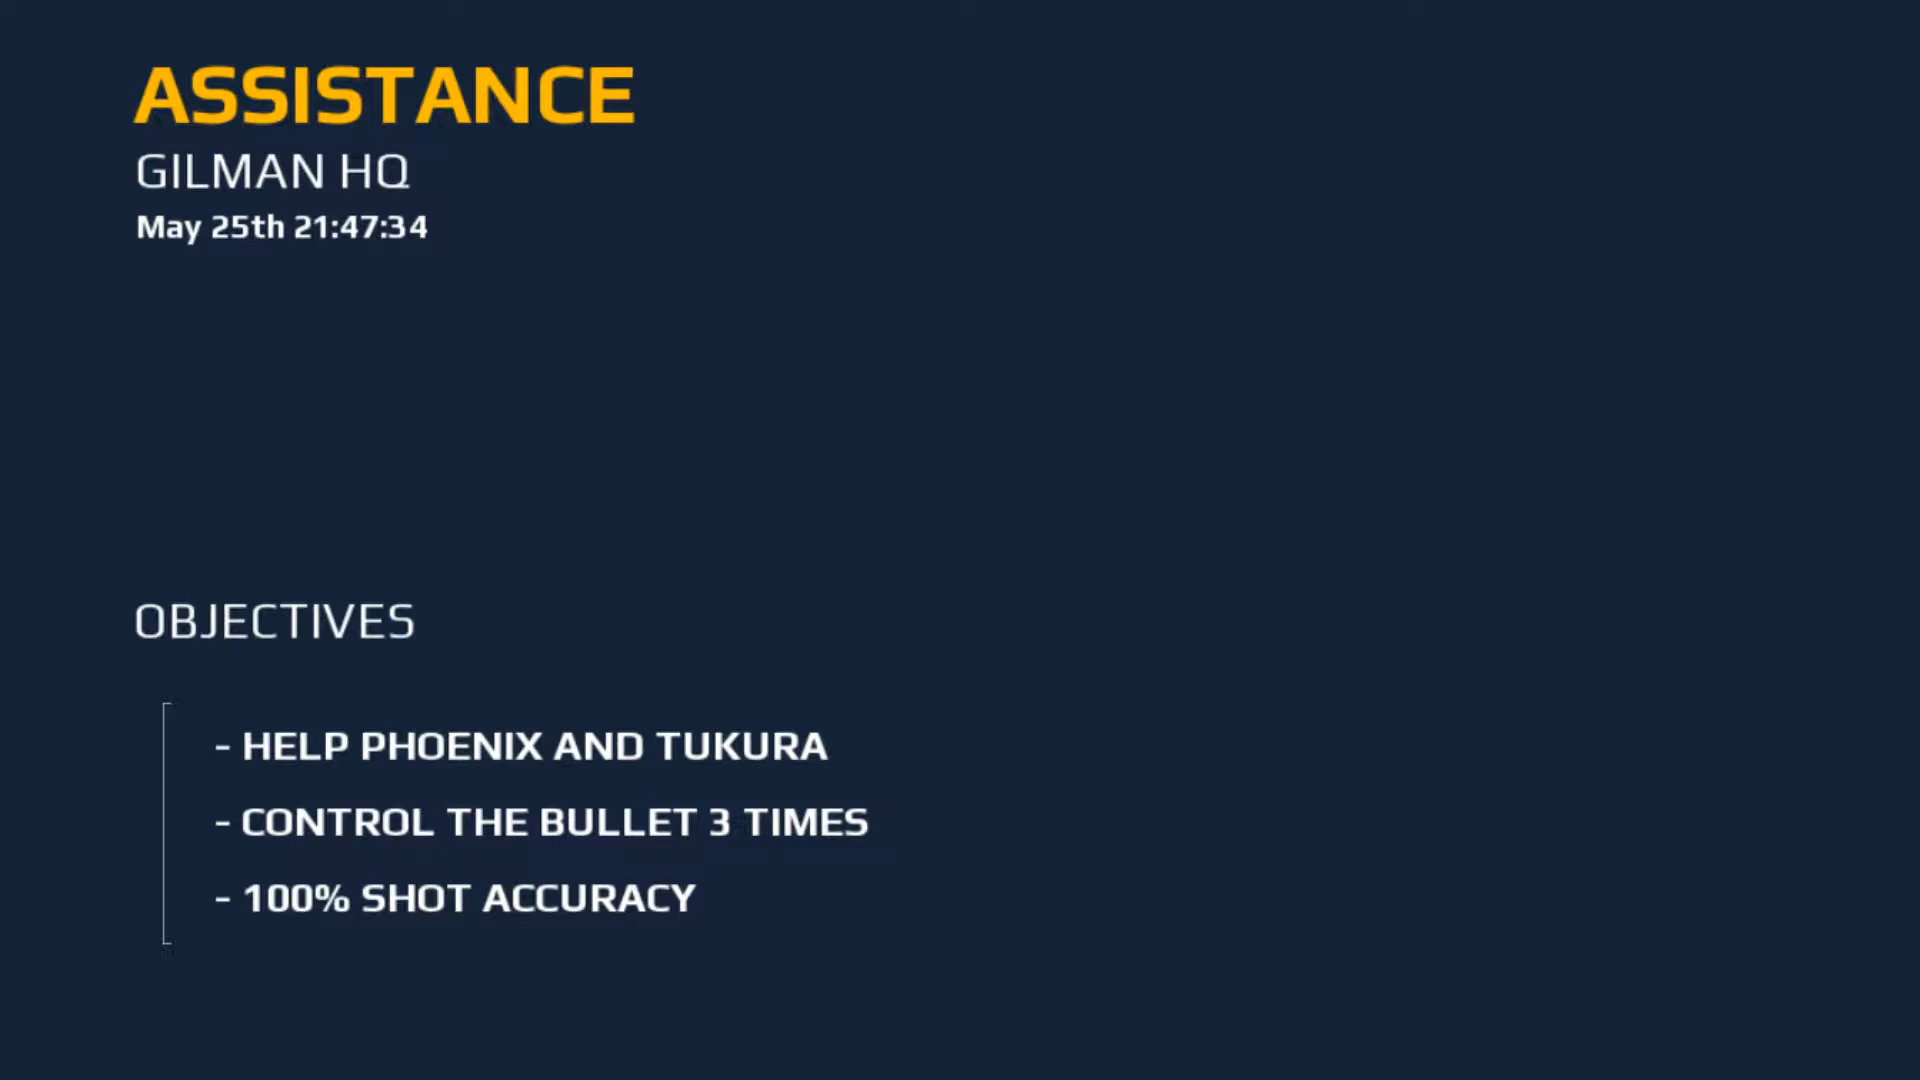 ASSISTANCE
GILMAN HQ
May 25th 21:47:34
OBJECTIVES
- HELP PHOENIX AND TUKURA
- CONTROL THE BULLET 3 TIMES
- 100% SHOT ACCURACY